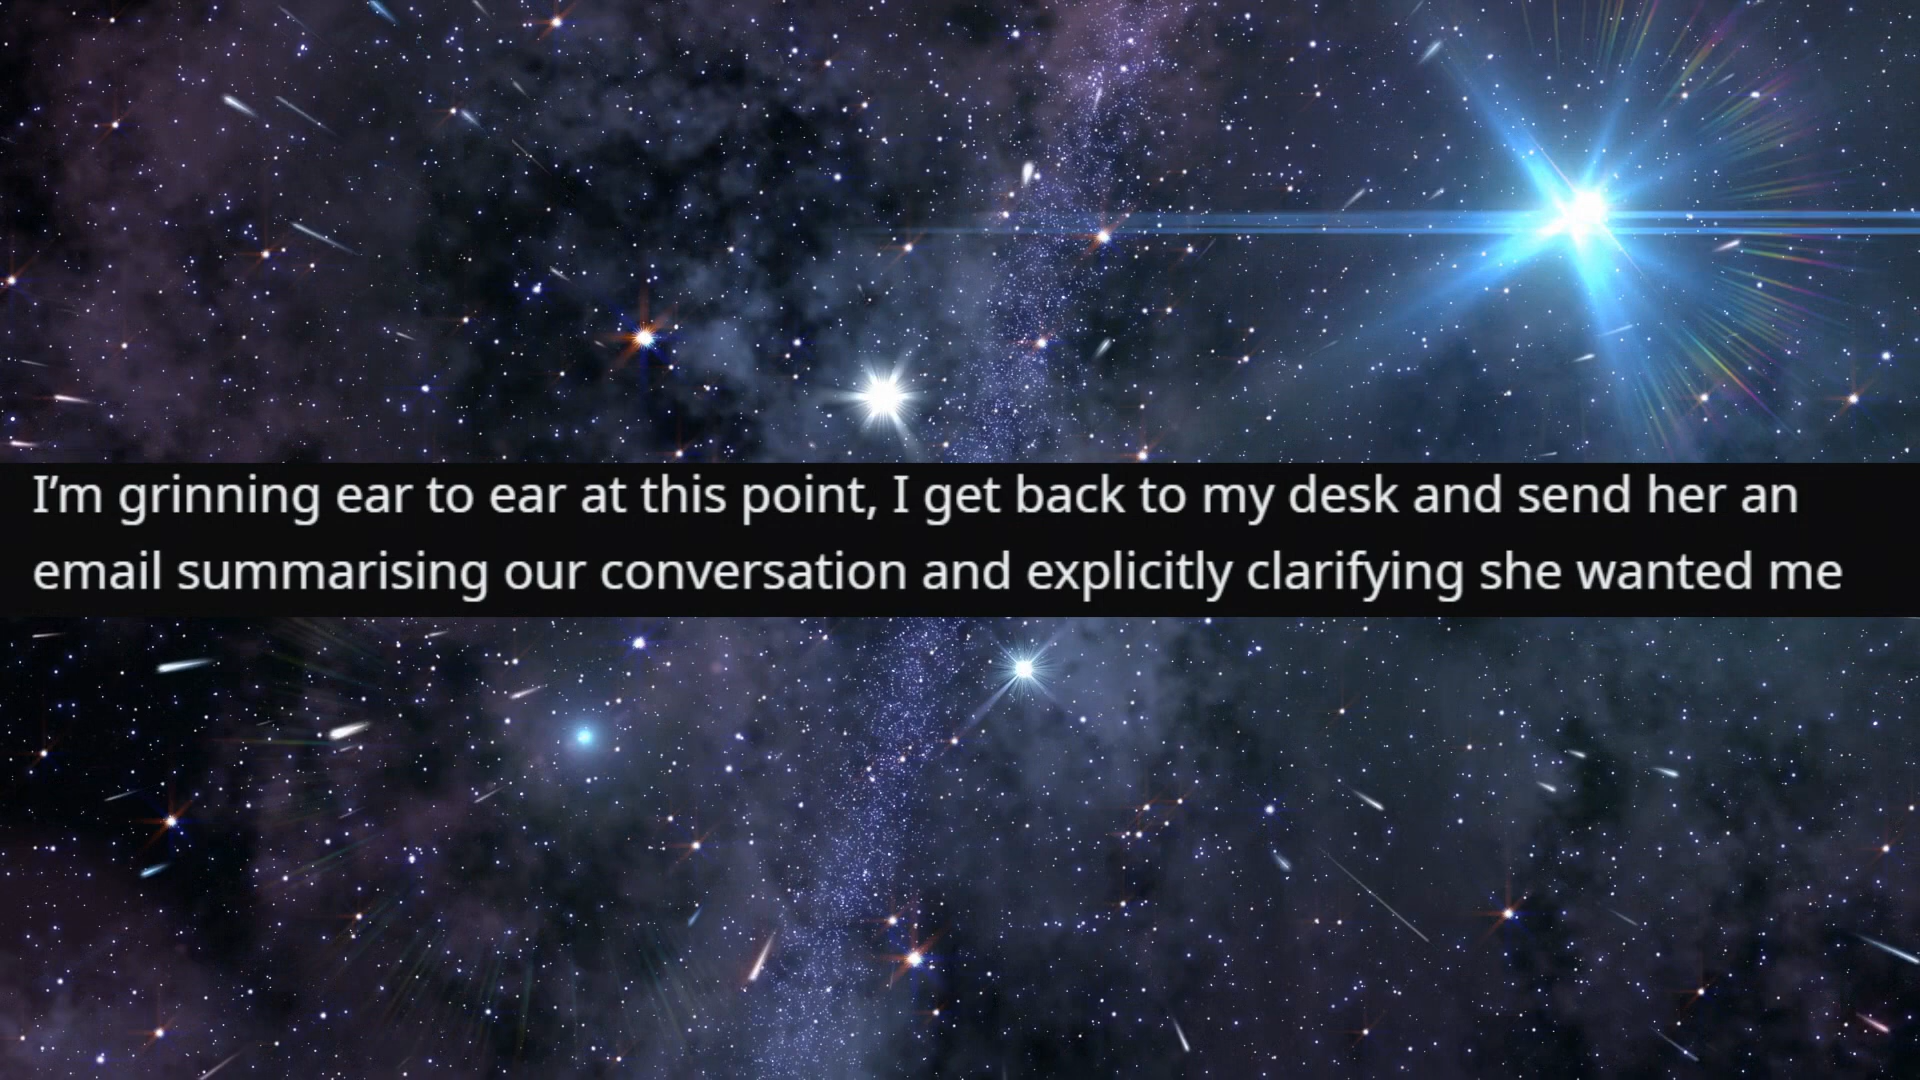 I’m grinning ear to ear at this point, I get back to my desk and send her an
email summarising our conversation and explicitly clarifying she wanted me